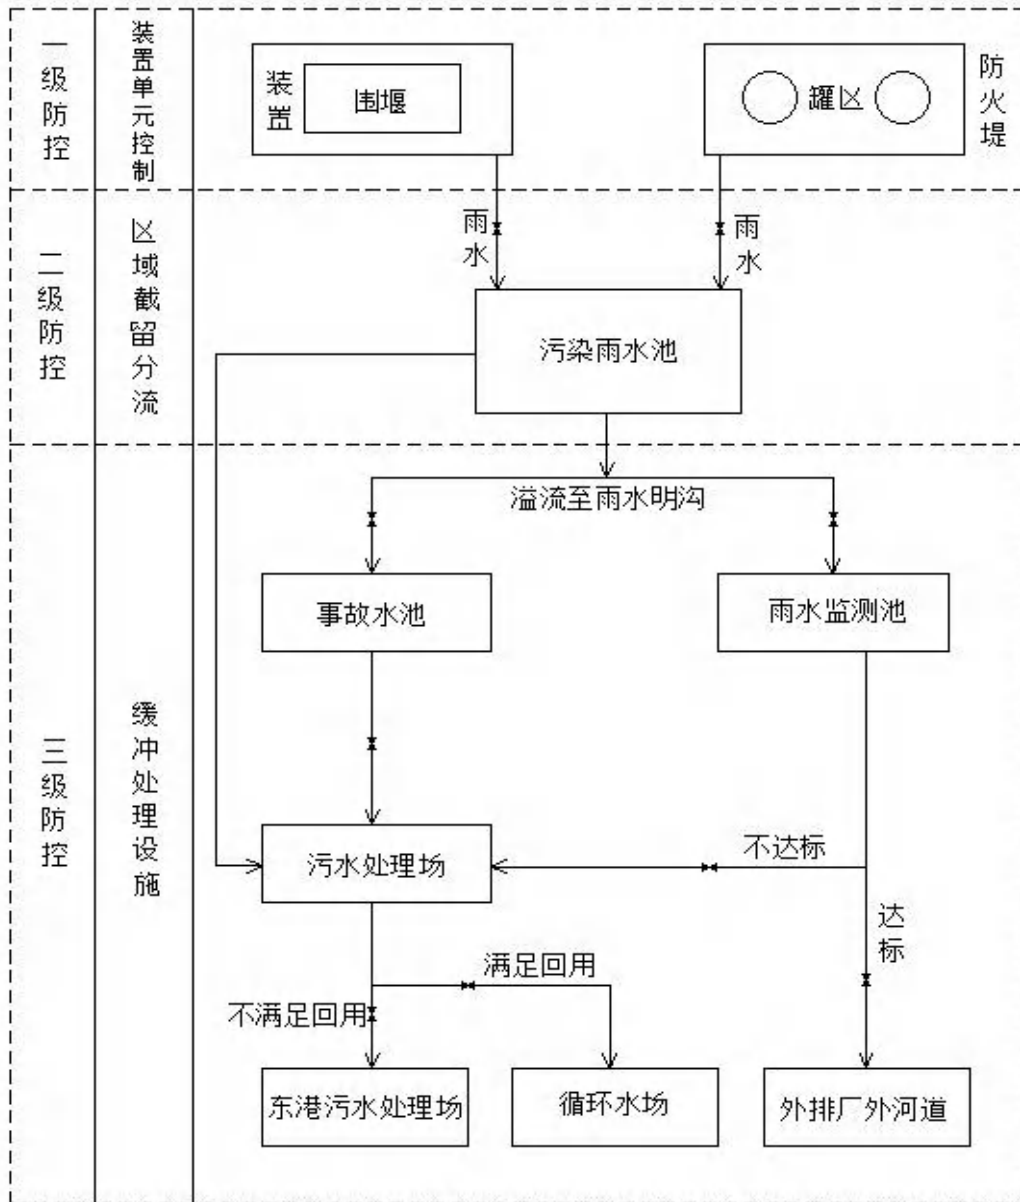 一级防控
装置单元控制
装置
围堰
罐区
防火堤
二级防控
区域截留分流
雨水
雨水
污染雨水池
三级防控
缓冲处理设施
溢流至雨水明沟
事故水池
雨水监测池
污水处理场
不达标
达标
满足回用
不满足回用
东港污水处理场
循环水场
外排厂外河道